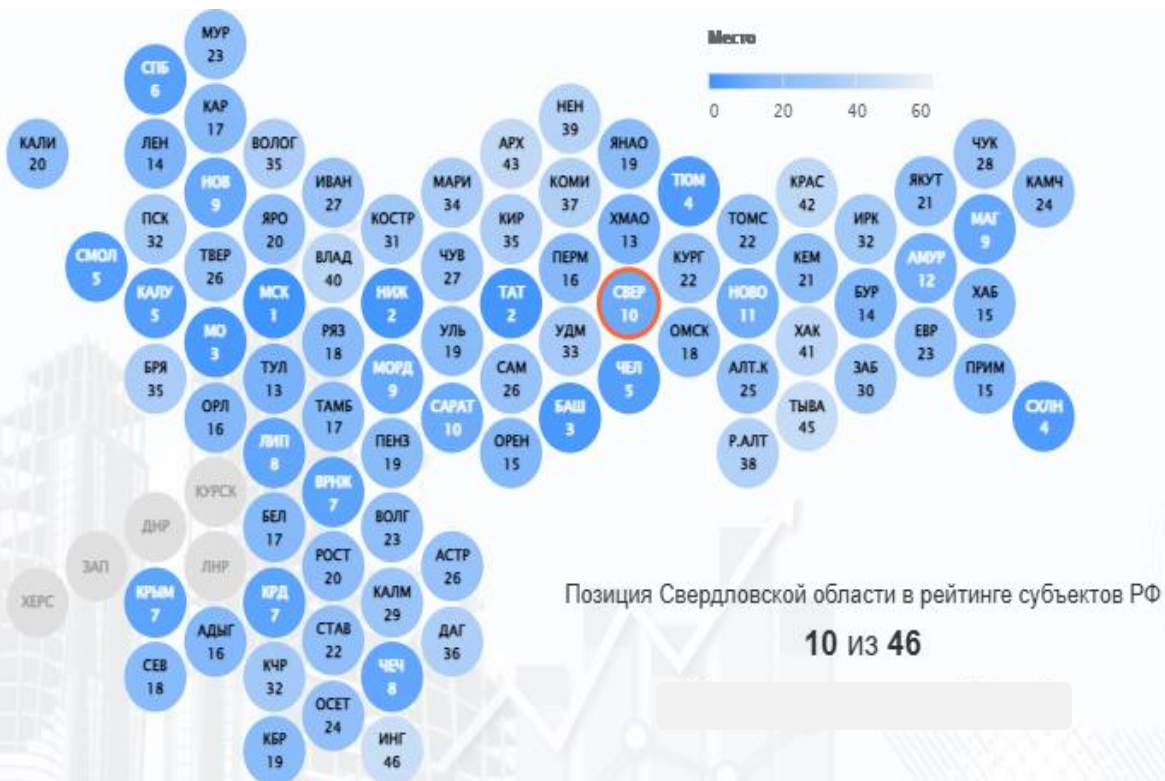 МУР
23
Место
СПБ
6
0 20 40 60
КАР
17
НЕН
39
КАЛИ
20
ЛЕН
14
ВОЛОГ
35
АРХ
43
ЯНАО
19
ЧУК
28
НОВ
9
ИВАН
27
МАРИ
34
КОМИ
37
ТЮМ
4
КРАС
42
ЯКУТ
21
КАМЧ
24
ПСК
32
ЯРО
20
КОСТР
31
КИР
35
ХМАО
13
ТОМС
22
ИРК
32
МАГ
9
СМОЛ
5
ТВЕР
26
ВЛАД
40
ЧУВ
27
ПЕРМ
16
КУРГ
22
КЕМ
21
АМУР
12
КАЛУ
5
МСК
1
НИЖ
2
ТАТ
2
СВЕР
10
НОВО
11
БУР
14
ХАБ
15
МО
3
РЯЗ
18
УЛЬ
19
УДМ
33
ОМСК
18
ХАК
41
ЕВР
23
БРЯ
35
ТУЛ
13
МОРД
9
САМ
26
ЧЕЛ
5
АЛТ.К
25
ЗАБ
30
ПРИМ
15
ОРЛ
16
ТАМБ
17
САРАТ
10
БАШ
3
ТЫВА
45
СХЛН
4
ЛИП
8
ПЕНЗ
19
ОРЕН
15
Р.АЛТ
38
КУРСК
ВРНЖ
7
ДНР
БЕЛ
17
ВОЛГ
23
ЗАП
ЛНР
РОСТ
20
АСТР
26
ХЕРС
КРЫМ
7
КРД
7
КАЛМ
29
Позиция Свердловской области в рейтинге субъектов РФ
10 из 46
АДЫГ
16
СТАВ
22
ДАГ
36
СЕВ
18
КЧР
32
ЧЕЧ
8
ОСЕТ
24
КБР
19
ИНГ
46